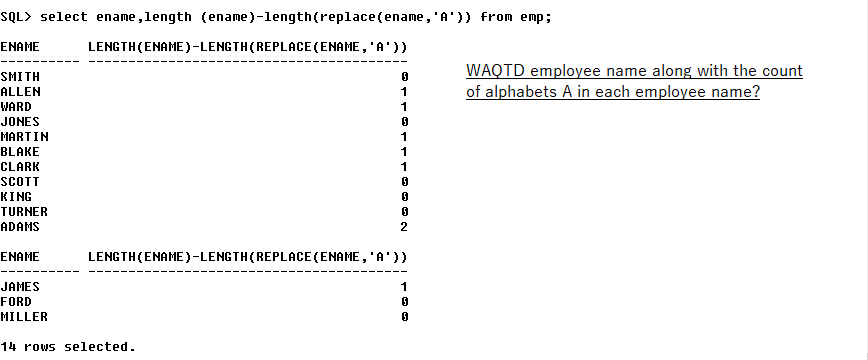 SQL> select ename,length (ename)-length(replace(ename,'A')) from emp;
ENAME      LENGTH(ENAME)-LENGTH(REPLACE(ENAME,'A'))
---------- ----------------------------------------
SMITH                                             0
ALLEN                                             1
WARD                                              1
JONES                                             0
MARTIN                                            1
BLAKE                                             1
CLARK                                             1
SCOTT                                             0
KING                                              0
TURNER                                            0
ADAMS                                             2
ENAME      LENGTH(ENAME)-LENGTH(REPLACE(ENAME,'A'))
---------- ----------------------------------------
JAMES                                             1
FORD                                              0
MILLER                                            0
14 rows selected.
WAQTD employee name along with the count
of alphabets A in each employee name?